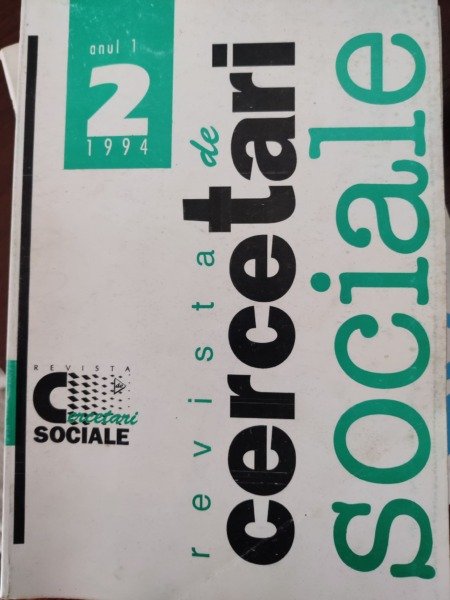 anul 1
2
1994
revista de
cercetari
sociale
REVISTA
Cercetari
SOCIALE